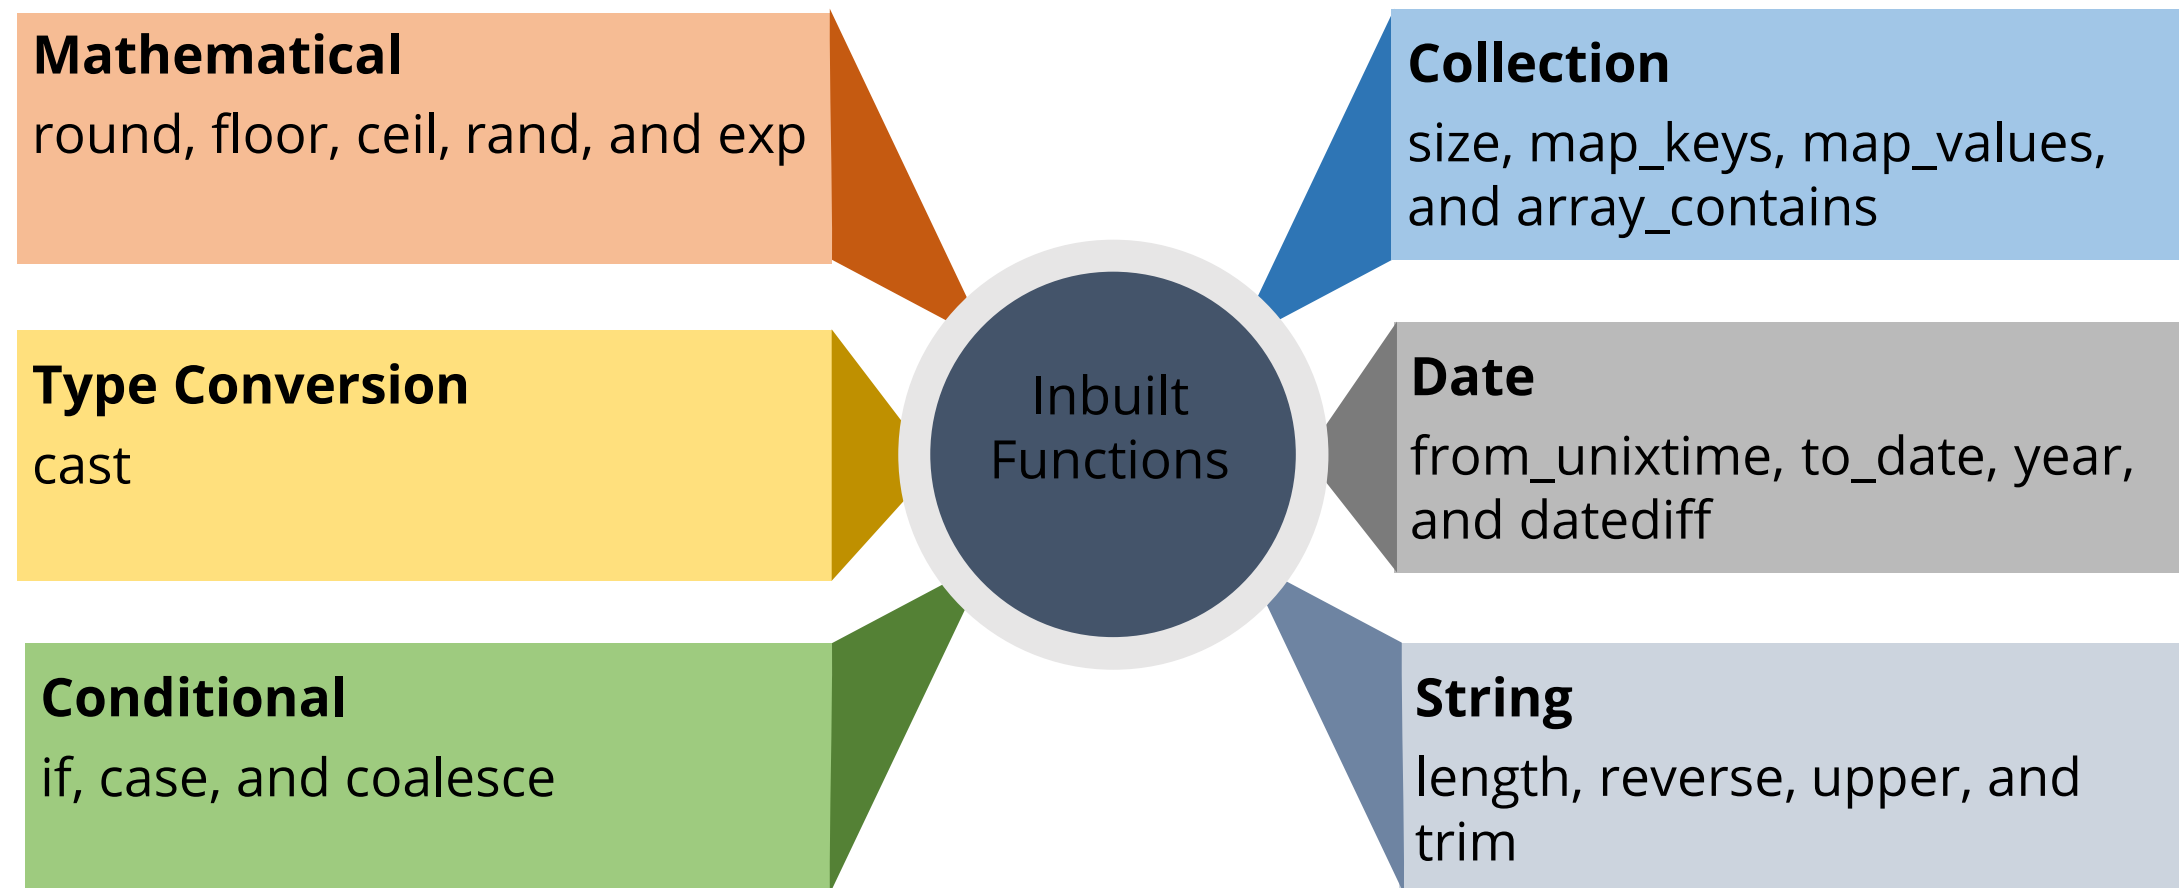 Mathematical
round, floor, ceil, rand, and exp
Type Conversion
cast
Conditional
if, case, and coalesce
Inbuilt
Functions
Collection
size, map_keys, map_values,
and array_contains
Date
from_unixtime, to_date, year,
and datediff
String
length, reverse, upper, and
trim